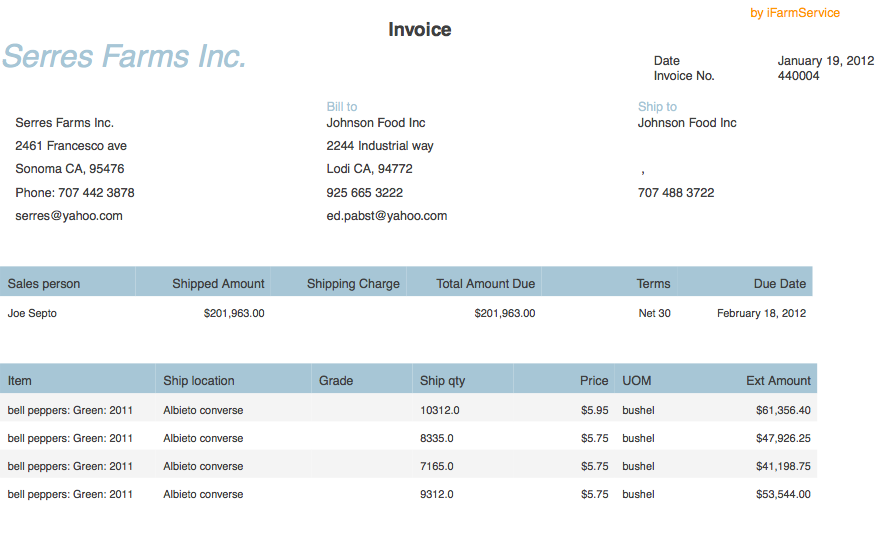 by iFarmService
Invoice
Serres Farms Inc.
Date January 19, 2012
Invoice No. 440004
Bill to Ship to
Serres Farms Inc. Johnson Food Inc Johnson Food Inc
2461 Francesco ave 2244 Industrial way
Sonoma CA, 95476 Lodi CA, 94772 ,
Phone: 707 442 3878 925 665 3222 707 488 3722
serres@yahoo.com ed.pabst@yahoo.com
Sales person Shipped Amount Shipping Charge Total Amount Due Terms Due Date
Joe Septo $201,963.00 $201,963.00 Net 30 February 18, 2012
Item Ship location Grade Ship qty Price UOM Ext Amount
bell peppers: Green: 2011 Albieto converse 10312.0 $5.95 bushel $61,356.40
bell peppers: Green: 2011 Albieto converse 8335.0 $5.75 bushel $47,926.25
bell peppers: Green: 2011 Albieto converse 7165.0 $5.75 bushel $41,198.75
bell peppers: Green: 2011 Albieto converse 9312.0 $5.75 bushel $53,544.00